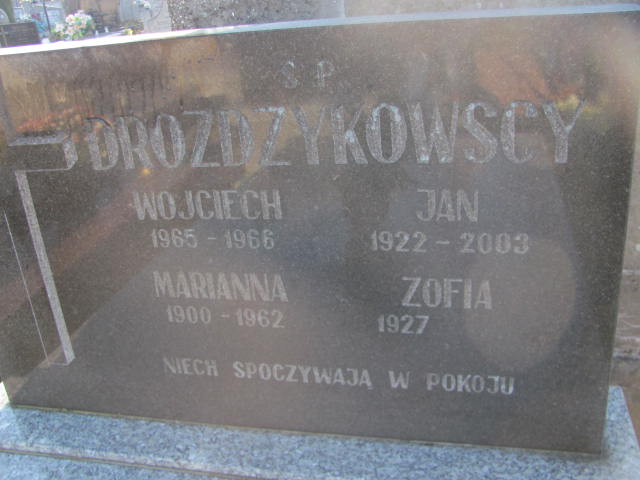 Ś.P.
DROZDZYKOWSCY
WOJCIECH
1965 - 1966
JAN
1922 - 2003
MARIANNA
1900 - 1962
ZOFIA
1927
NIECH SPOCZYWAJĄ W POKOJU